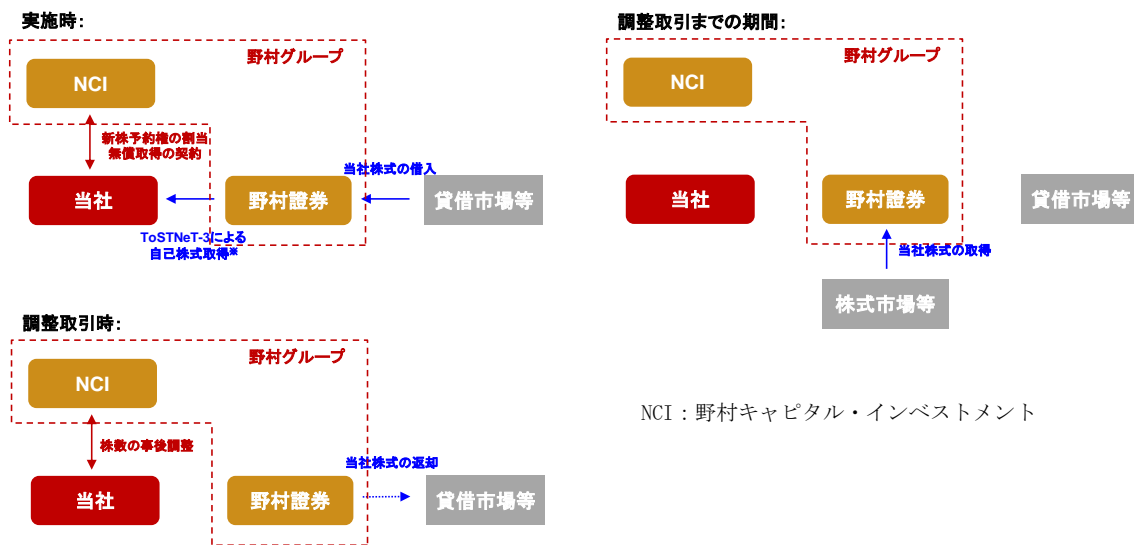 実施時:
野村グループ
NCI
新株予約権の割当
無償取得の契約
当社株式の借入
当社
野村證券
貸借市場等
ToSTNeT-3による
自己株式取得※
調整取引までの期間:
野村グループ
NCI
当社
野村證券
貸借市場等
当社株式の取得
株式市場等
調整取引時:
野村グループ
NCI
株数の事後調整
当社株式の返却
当社
野村證券
貸借市場等
NCI：野村キャピタル・インベストメント